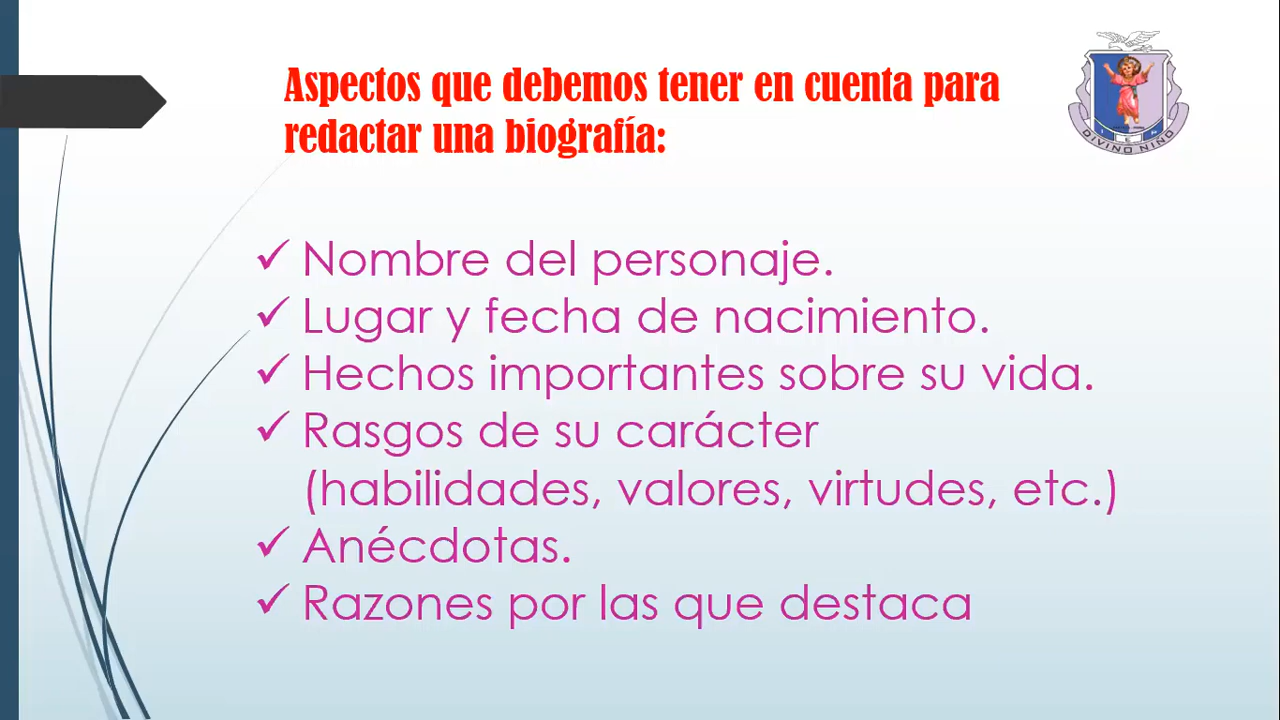 Aspectos que debemos tener en cuenta para
redactar una biografía:
Nombre del personaje.
Lugar y fecha de nacimiento.
Hechos importantes sobre su vida.
Rasgos de su carácter
(habilidades, valores, virtudes, etc.)
Anécdotas.
Razones por las que destaca
DIVINO NIÑO